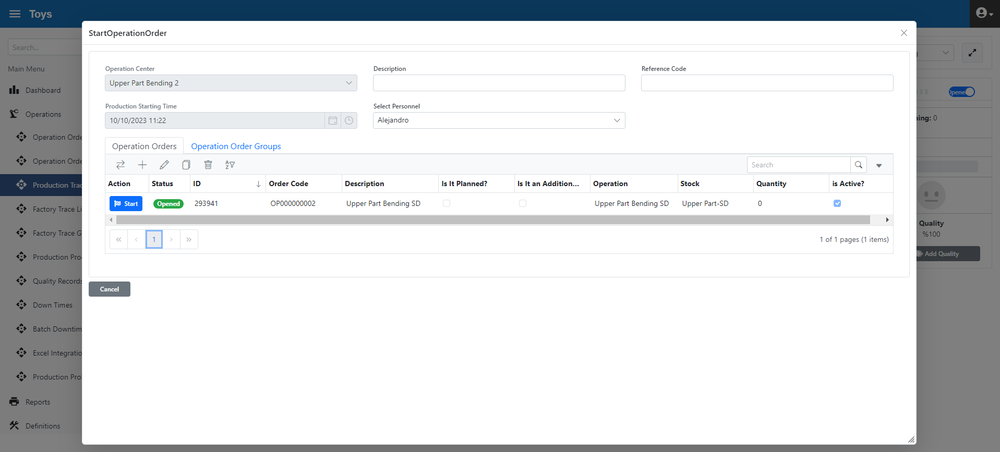 Toys
StartOperationOrder
Search...
Main Menu
Dashboard
Operations
Operation Orde
Operation Orde
Production Trac
Factory Trace Li
Factory Trace G
Production Pro
Quality Records
Down Times
Batch Downtim
Excel Integratio
Production Pro
Reports
Definitions
Operation Center
Upper Part Bending 2
Description
Reference Code
Production Starting Time
10/10/2023 11:22
Select Personnel
Alejandro
Operation Orders
Operation Order Groups
Search
Action Status ID Order Code Description Is It Planned? Is It an Addition... Operation Stock Quantity is Active?
Start Opened 293941 OP000000002 Upper Part Bending SD Upper Part Bending SD Upper Part-SD 0
« ‹ 1 › »
1 of 1 pages (1 items)
Cancel
g
Opene
ning: 0
Quality
%100
Add Quality